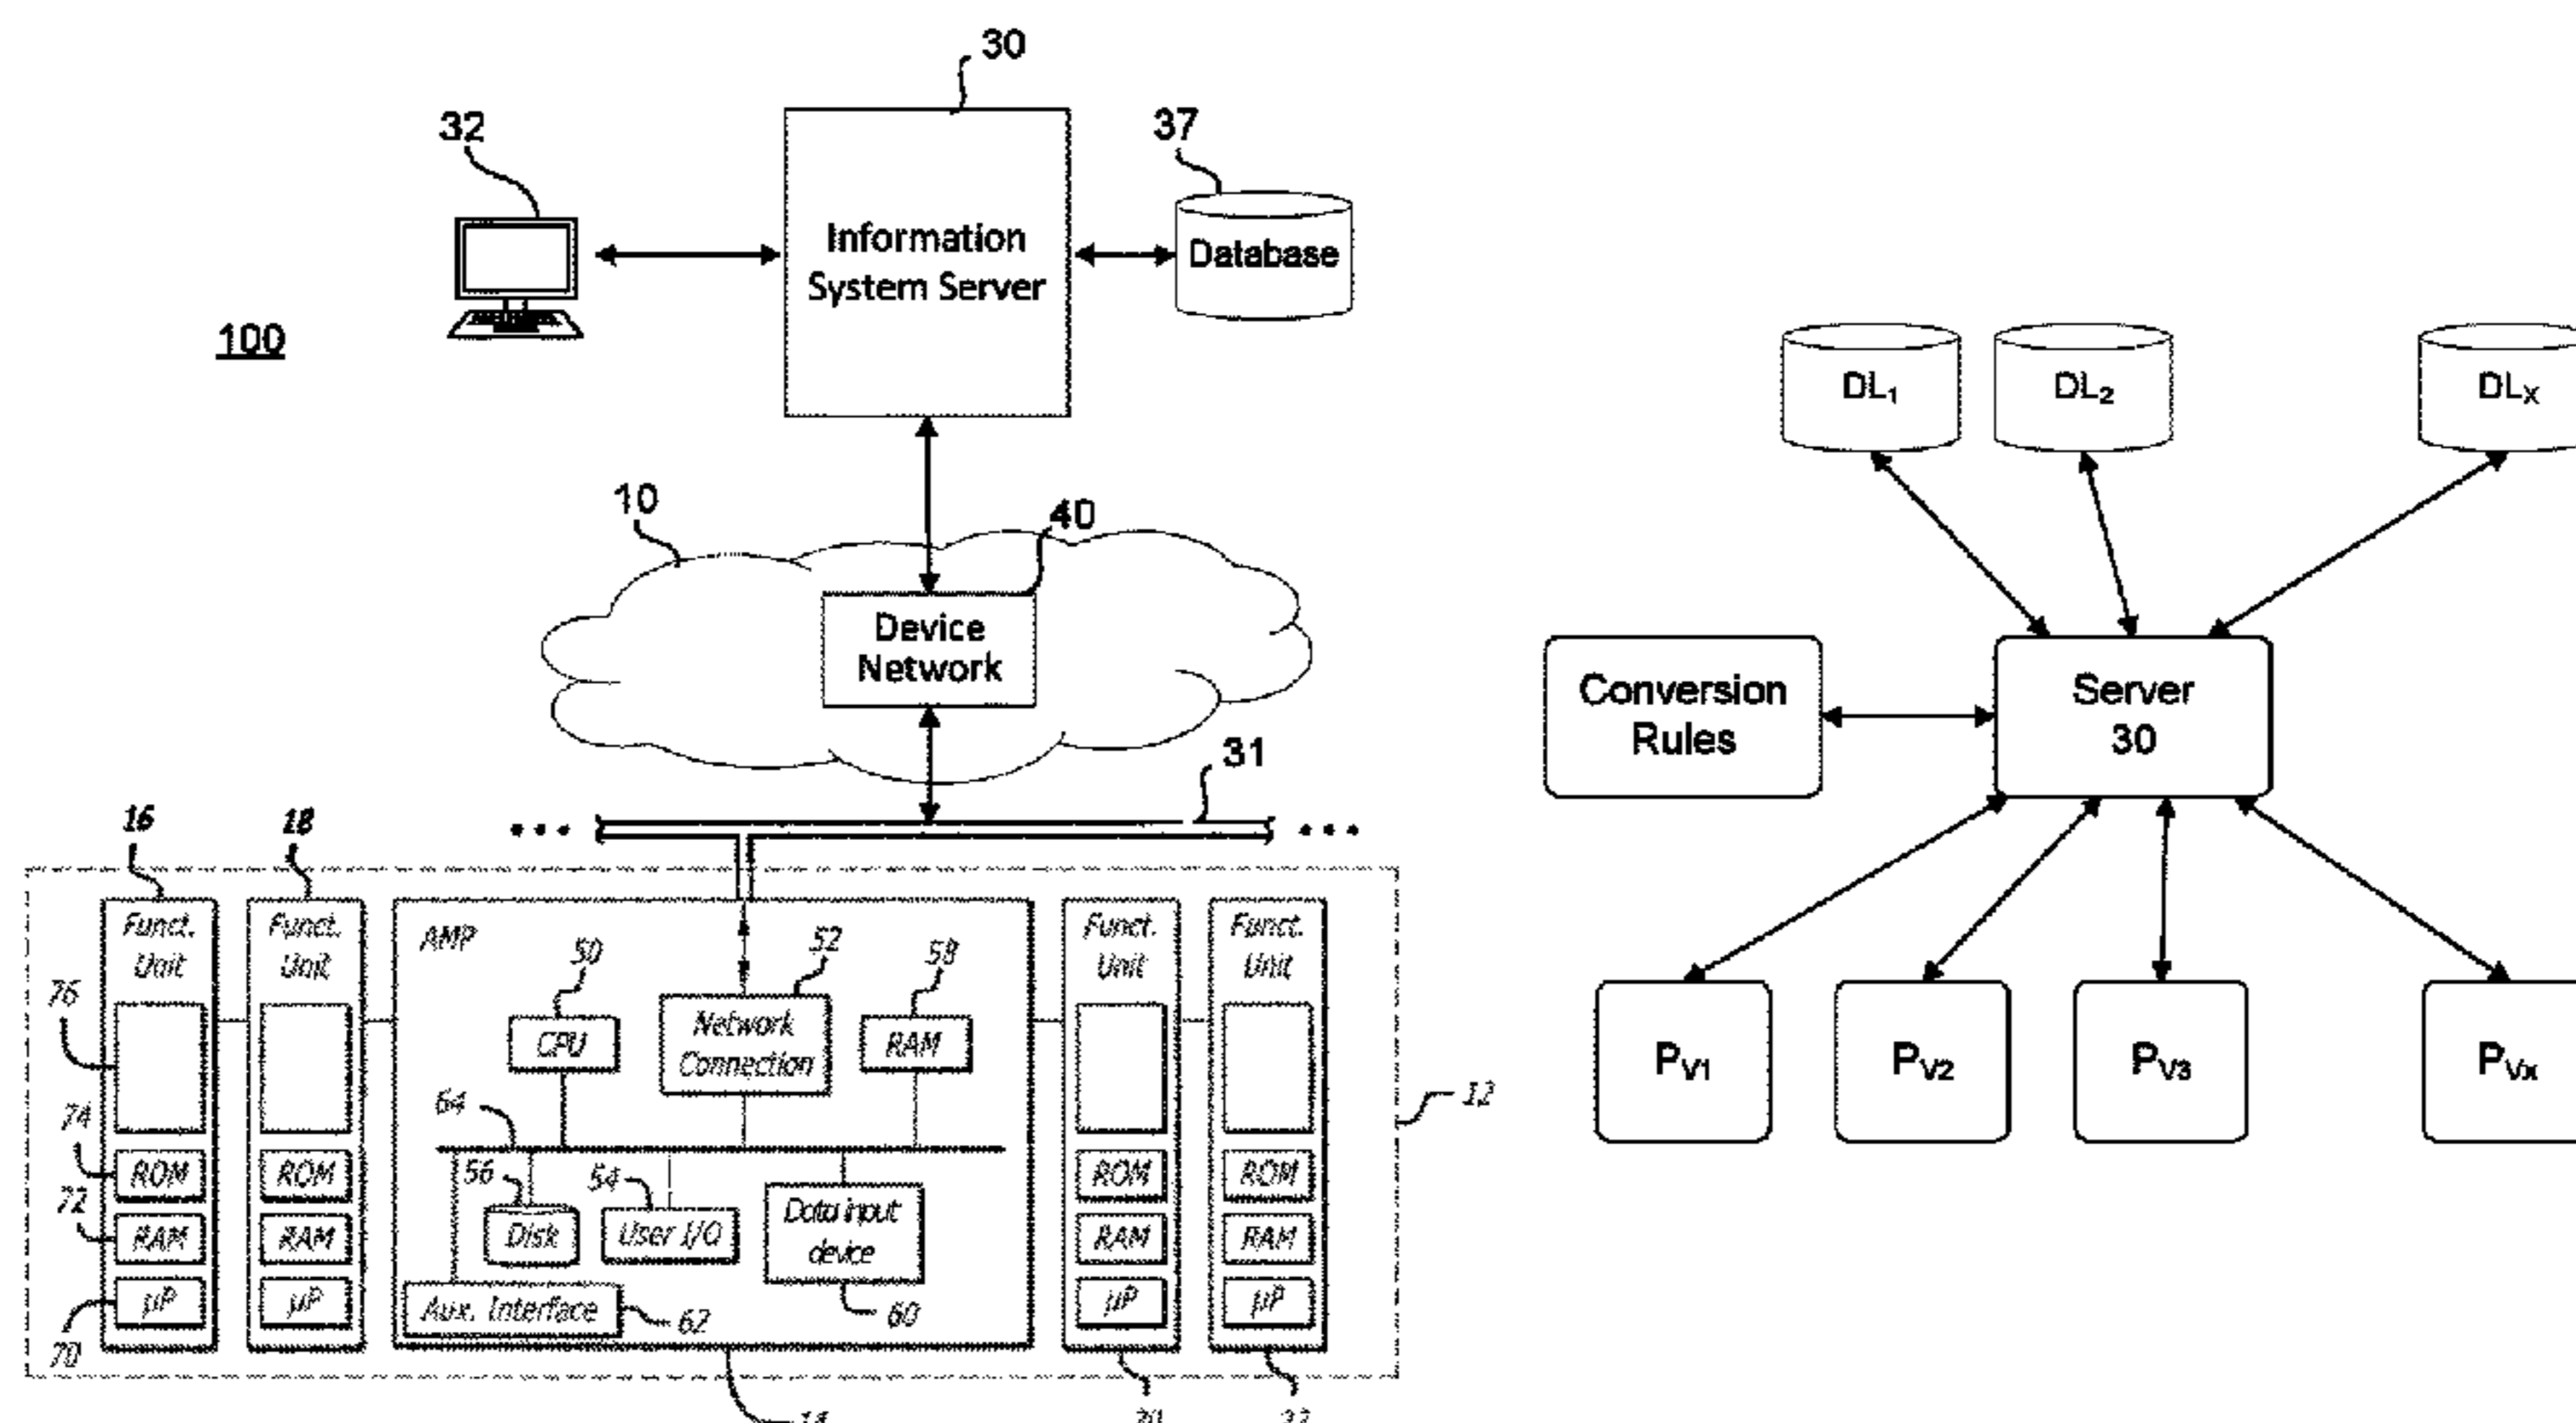 30
32
37
Information
System Server
Database
100
DL1
DL2
DLX
10
40
Device
Network
Conversion
Rules
Server
30
31
16
18
Funct.
Unit
Funct.
Unit
AMP
50
52
58
Funct.
Unit
Funct.
Unit
76
CPU
Network
Connection
RAM
PV1
PV2
PV3
PVx
12
64
74
ROM
ROM
56
54
ROM
ROM
72
RAM
RAM
Disk
User I/O
Data input
device
RAM
RAM
70
μP
μP
Aux. Interface
62
60
μP
μP